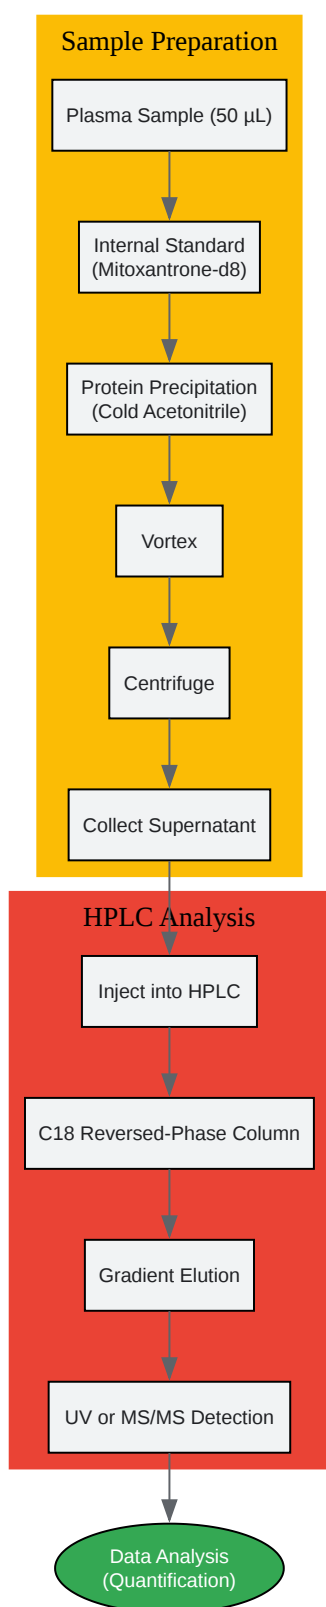 Sample Preparation
Plasma Sample (50 µL)
Internal Standard
(Mitoxantrone-d8)
Protein Precipitation
(Cold Acetonitrile)
Vortex
Centrifuge
Collect Supernatant
HPLC Analysis
Inject into HPLC
C18 Reversed-Phase Column
Gradient Elution
UV or MS/MS Detection
Data Analysis
(Quantification)